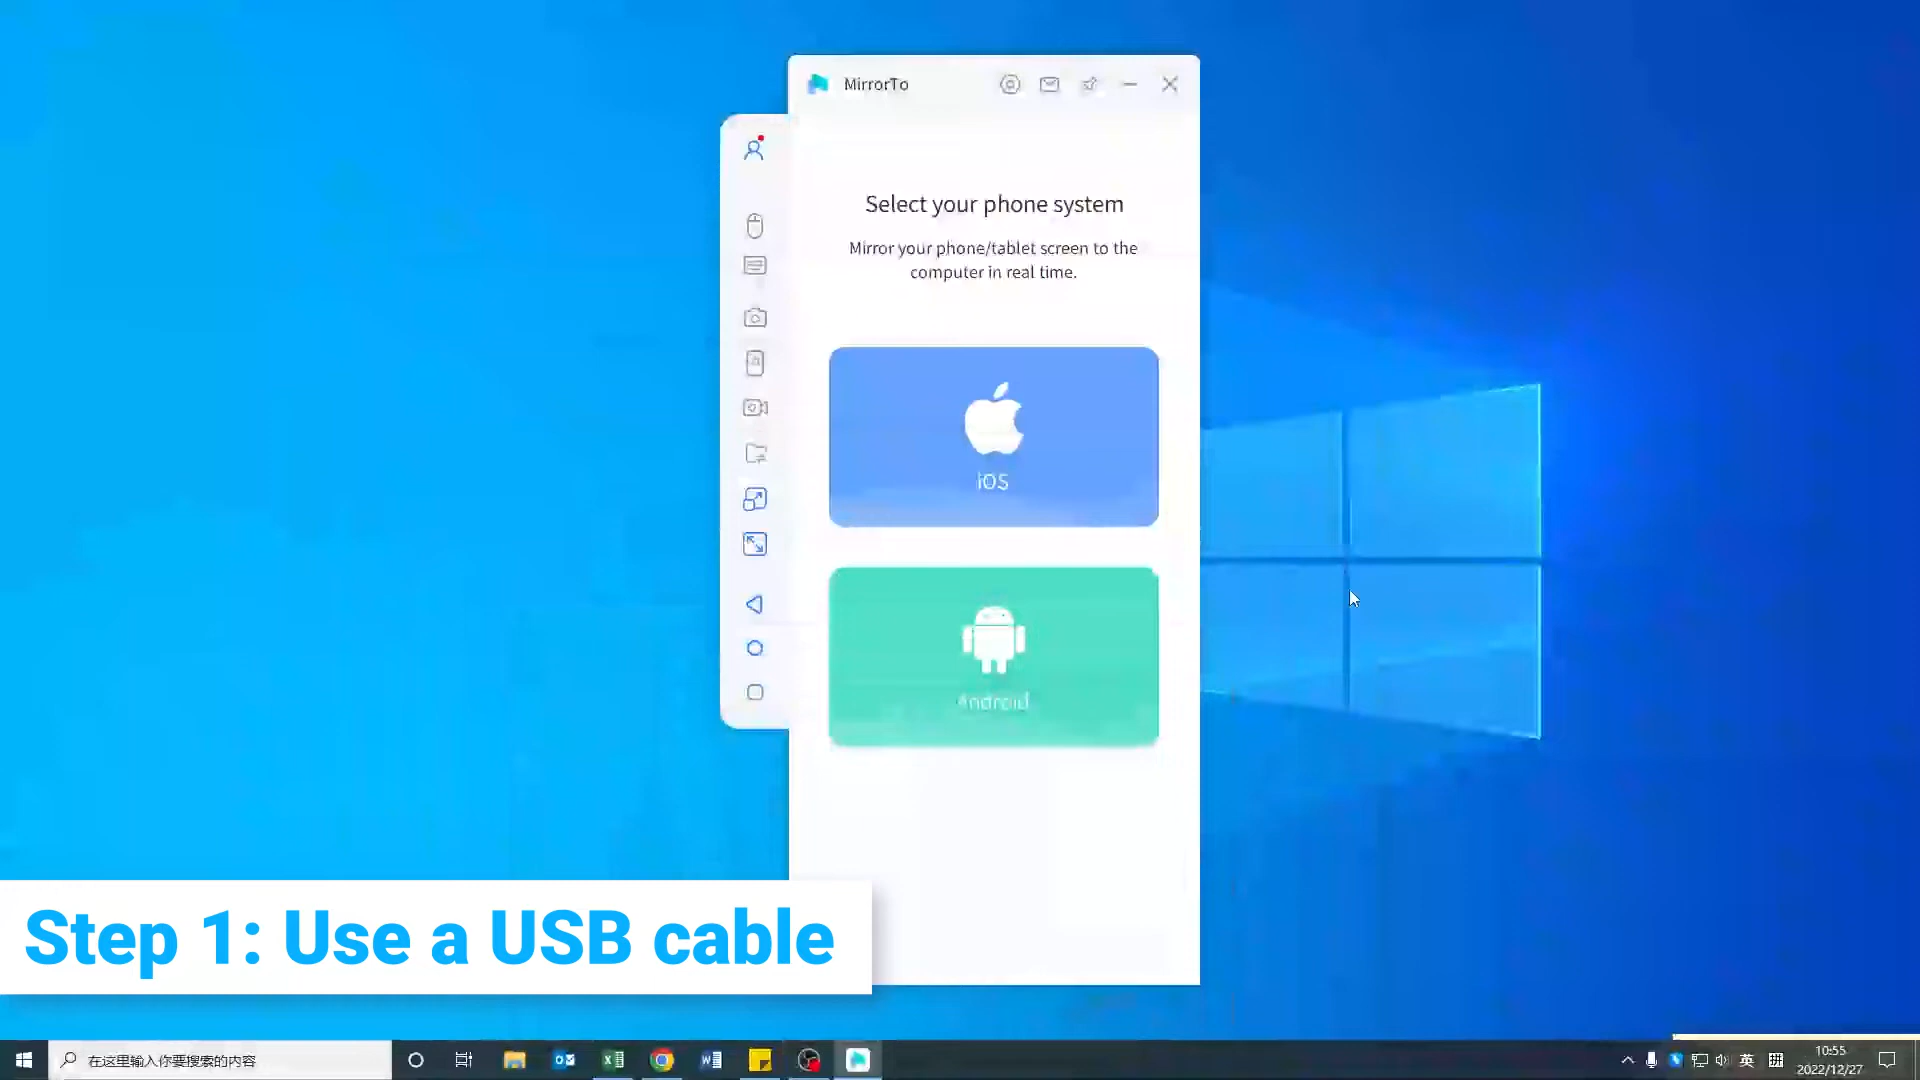 MirrorTo
Select your phone system
Mirror your phone/tablet screen to the
computer in real time.
iOS
Android
Step 1: Use a USB cable
在这里输入你要搜索的内容
英
拼
10:55
2022/12/27